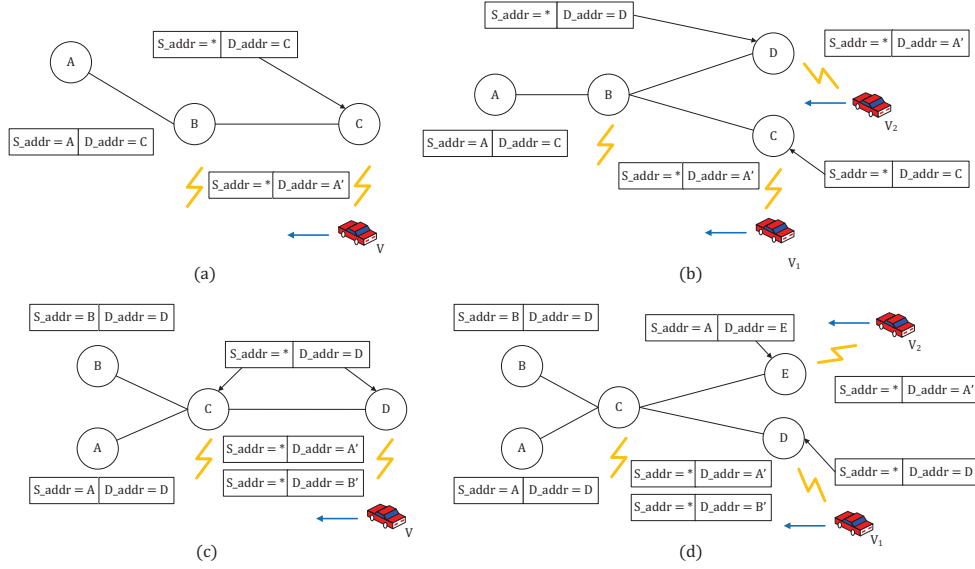 S_addr = * D_addr = C
A
B
C
S_addr = A D_addr = C
S_addr = * D_addr = A'
V
(a)
S_addr = * D_addr = D
D
S_addr = * D_addr = A'
A
B
V2
C
S_addr = A D_addr = C
S_addr = * D_addr = A'
S_addr = * D_addr = C
V1
(b)
S_addr = B D_addr = D
B
S_addr = * D_addr = D
C
D
A
S_addr = * D_addr = A'
S_addr = * D_addr = B'
S_addr = A D_addr = D
V
(c)
S_addr = B D_addr = D
S_addr = A D_addr = E
V2
B
E
S_addr = * D_addr = A'
C
D
A
S_addr = * D_addr = A'
S_addr = * D_addr = D
S_addr = A D_addr = D
S_addr = * D_addr = B'
V1
(d)